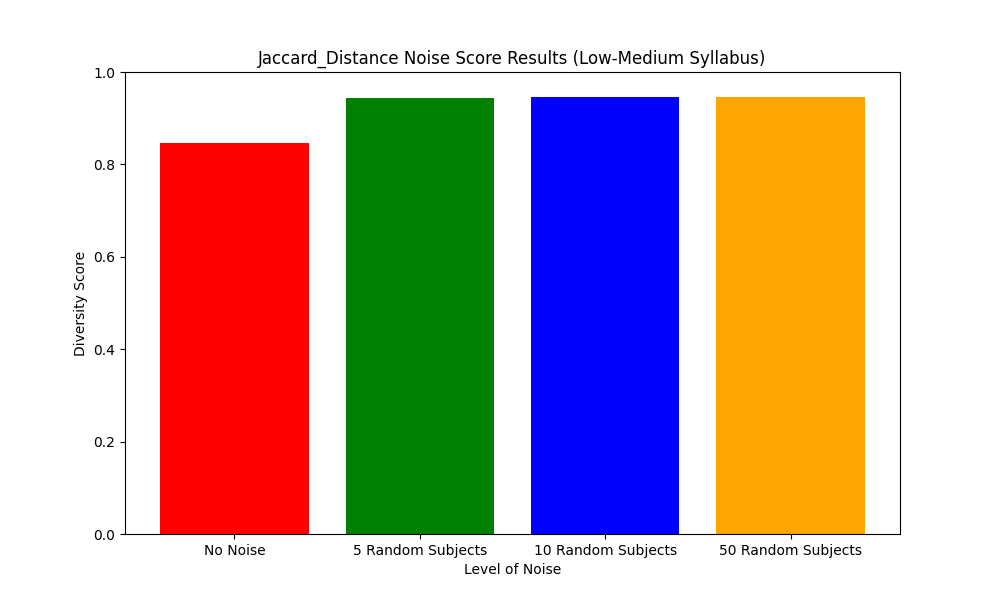 Jaccard_Distance Noise Score Results (Low-Medium Syllabus)
1.0
0.8
0.6
0.4
0.2
0.0
Diversity Score
No Noise
5 Random Subjects
10 Random Subjects
50 Random Subjects
Level of Noise